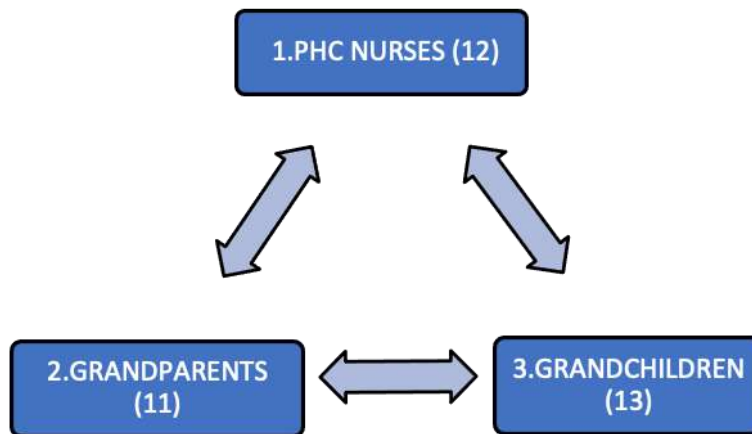 1.PHC NURSES (12)
2.GRANDPARENTS
(11)
3.GRANDCHILDREN
(13)